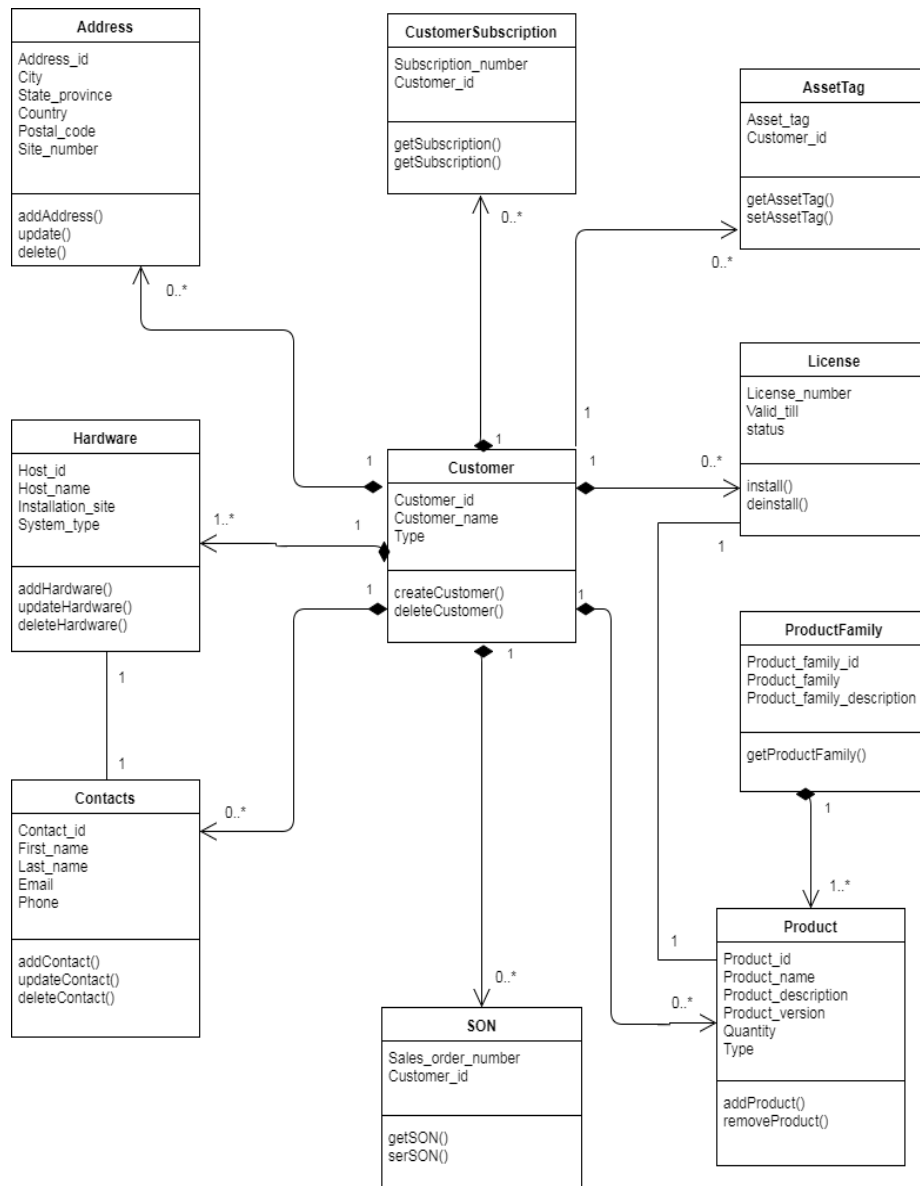 Address
Address_id
City
State_province
Country
Postal_code
Site_number
addAddress()
update()
delete()
0..*
CustomerSubscription
Subscription_number
Customer_id
getSubscription()
getSubscription()
0..*
AssetTag
Asset_tag
Customer_id
getAssetTag()
setAssetTag()
0..*
License
License_number
Valid_till
status
install()
deinstall()
0..*
1
Hardware
Host_id
Host_name
Installation_site
System_type
addHardware()
updateHardware()
deleteHardware()
1..*
1
Customer
Customer_id
Customer_name
Type
createCustomer()
deleteCustomer()
1
1
1
1
1
1
1
1
ProductFamily
Product_family_id
Product_family
Product_family_description
getProductFamily()
1
1..*
Contacts
Contact_id
First_name
Last_name
Email
Phone
addContact()
updateContact()
deleteContact()
1
0..*
SON
Sales_order_number
Customer_id
getSON()
serSON()
0..*
Product
Product_id
Product_name
Product_description
Product_version
Quantity
Type
addProduct()
removeProduct()
1
0..*